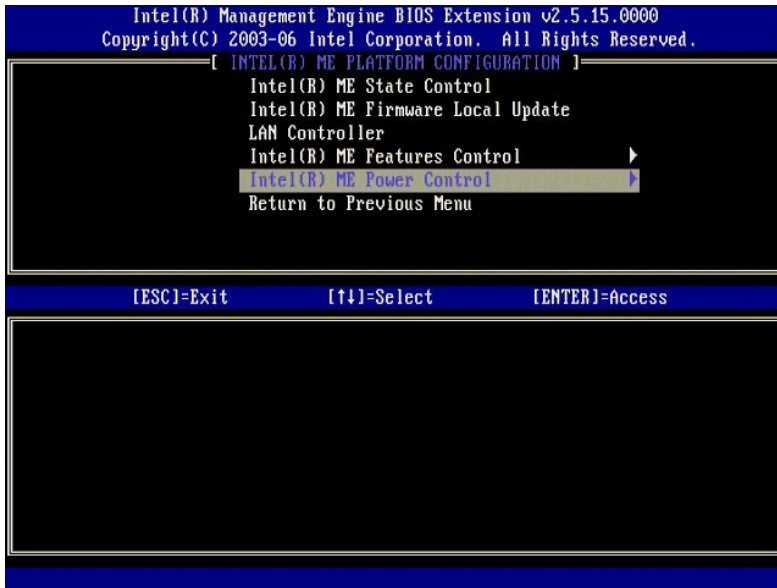 Intel(R) Management Engine BIOS Extension v2.5.15.0000
Copyright(C) 2003-06 Intel Corporation. All Rights Reserved.
[ INTEL(R) ME PLATFORM CONFIGURATION ]
Intel(R) ME State Control
Intel(R) ME Firmware Local Update
LAN Controller
Intel(R) ME Features Control
Intel(R) ME Power Control
Return to Previous Menu
[ESC]=Exit [↑↓]=Select [ENTER]=Access